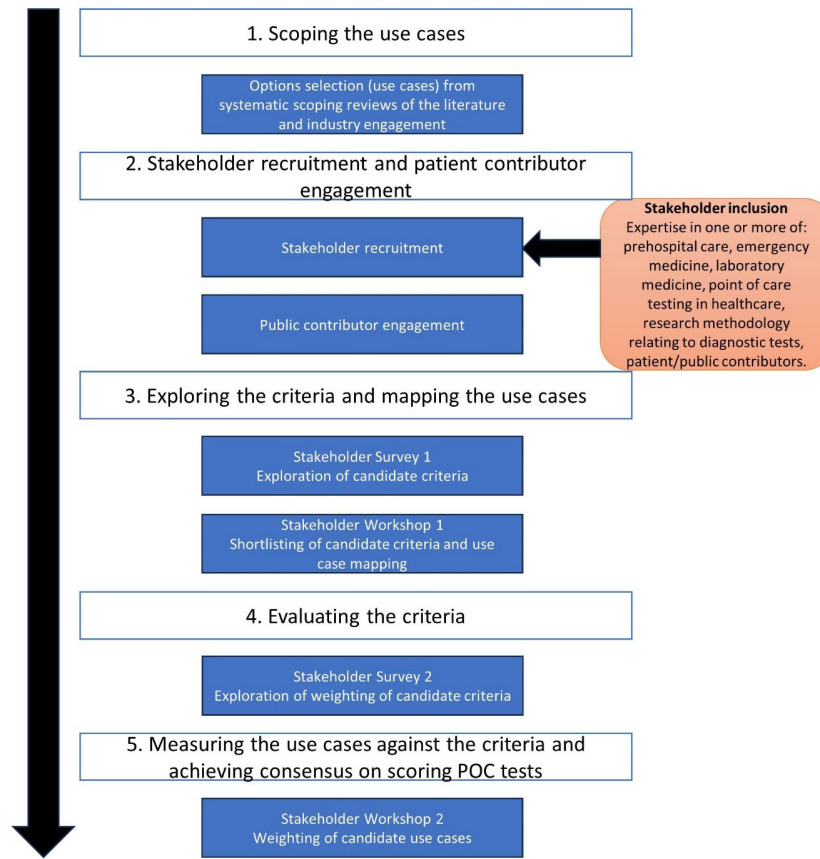 1. Scoping the use cases
Options selection (use cases) from
systematic scoping reviews of the literature
and industry engagement
2. Stakeholder recruitment and patient contributor
engagement
Stakeholder recruitment
Stakeholder inclusion
Expertise in one or more of:
prehospital care, emergency
medicine, laboratory
medicine, point of care
testing in healthcare,
research methodology
relating to diagnostic tests,
patient/public contributors.
Public contributor engagement
3. Exploring the criteria and mapping the use cases
Stakeholder Survey 1
Exploration of candidate criteria
Stakeholder Workshop 1
Shortlisting of candidate criteria and use
case mapping
4. Evaluating the criteria
Stakeholder Survey 2
Exploration of weighting of candidate criteria
5. Measuring the use cases against the criteria and
achieving consensus on scoring POC tests
Stakeholder Workshop 2
Weighting of candidate use cases